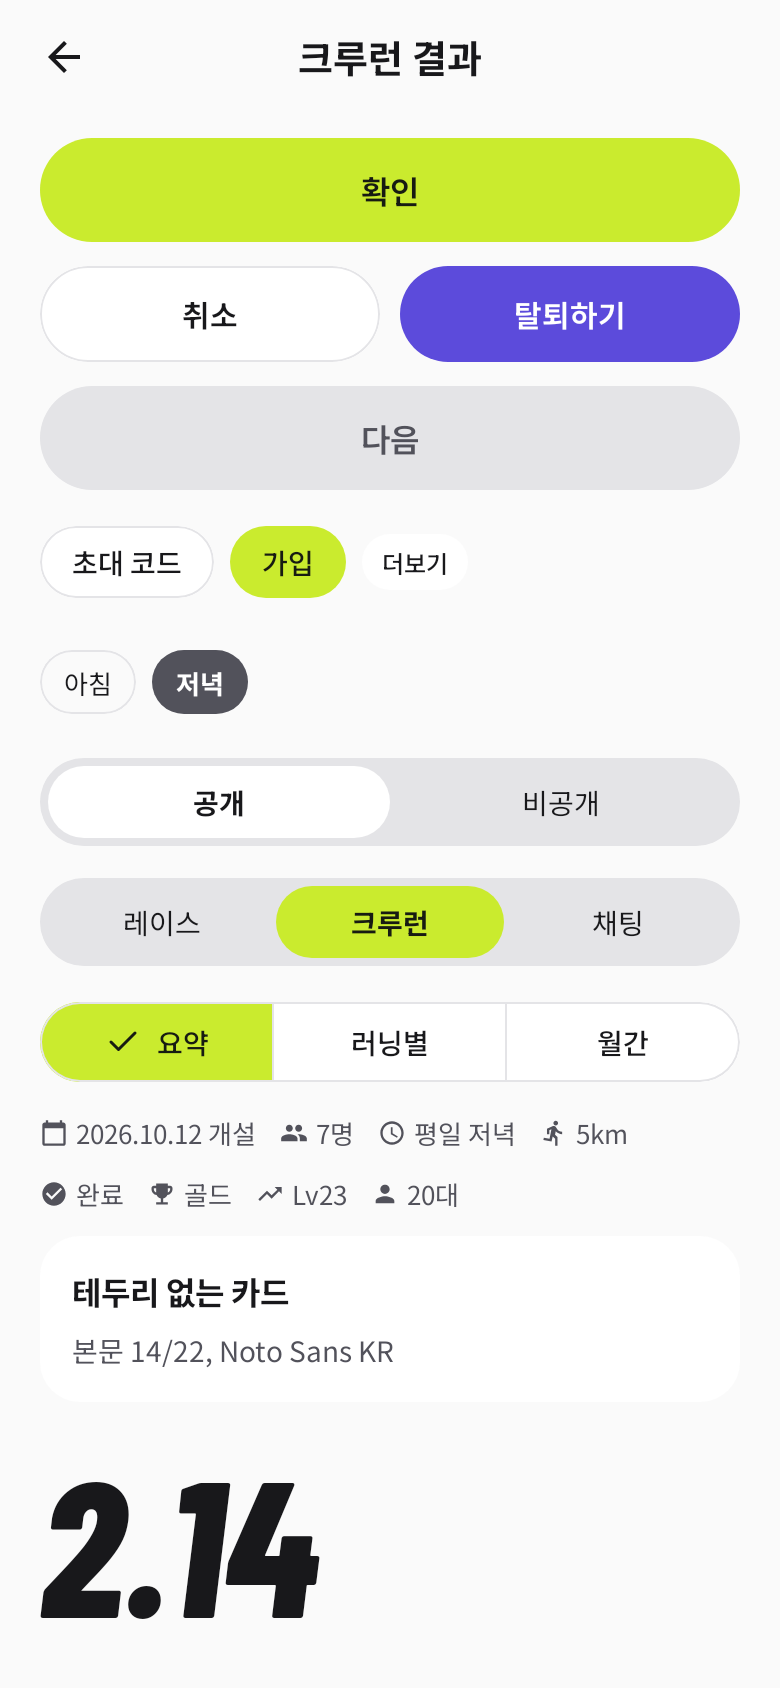 크루런 결과
확인
취소 탈퇴하기
다음
초대 코드 가입 더보기
아침 저녁
공개 비공개
레이스 크루런 채팅
요약 러닝별 월간
2026.10.12 개설 7명 평일 저녁 5km
완료 골드 Lv23 20대
테두리 없는 카드
본문 14/22, Noto Sans KR
2.14